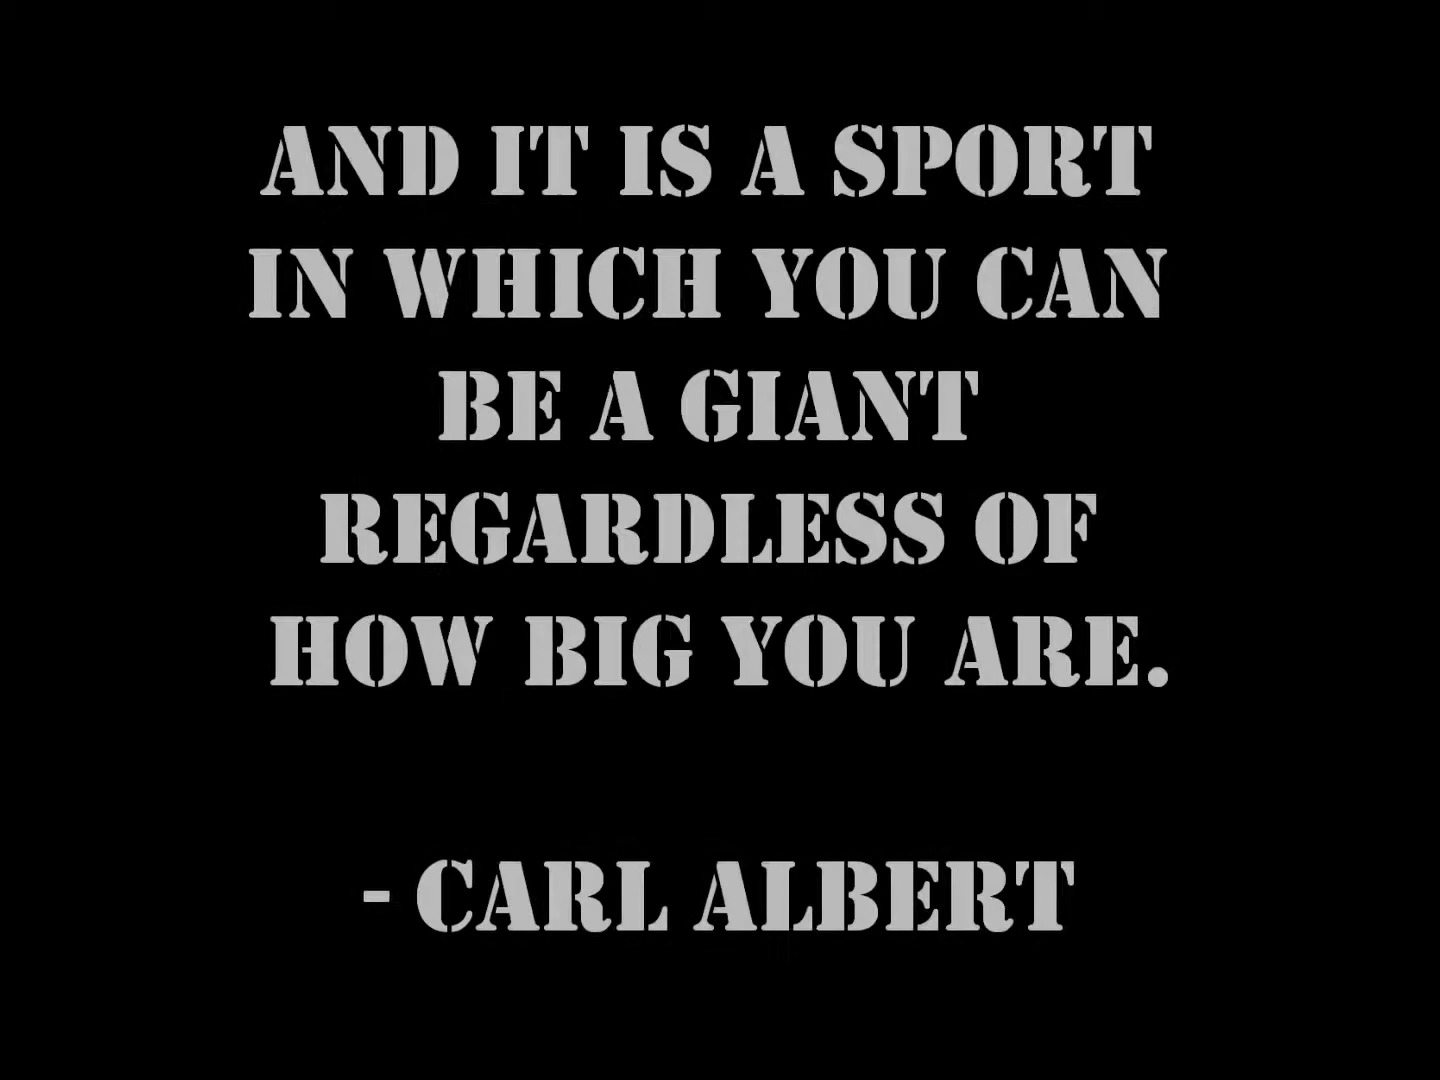 AND IT IS A SPORT
IN WHICH YOU CAN
BE A GIANT
REGARDLESS OF
HOW BIG YOU ARE.
- CARL ALBERT